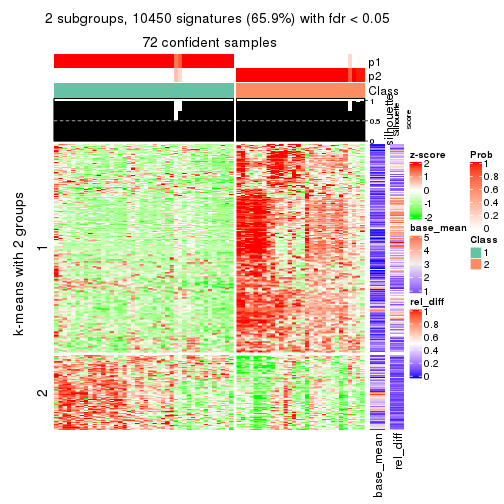 2 subgroups, 10450 signatures (65.9%) with fdr < 0.05
72 confident samples
p1
p2
Class
silhouette
Silhouette
score
1
0.5
0
k-means with 2 groups
1
2
base_mean
rel_diff
z-score
2
1
0
-1
-2
base_mean
5
4
3
2
1
rel_diff
1
0.8
0.6
0.4
0.2
0
Prob
1
0.8
0.6
0.4
0.2
0
Class
1
2